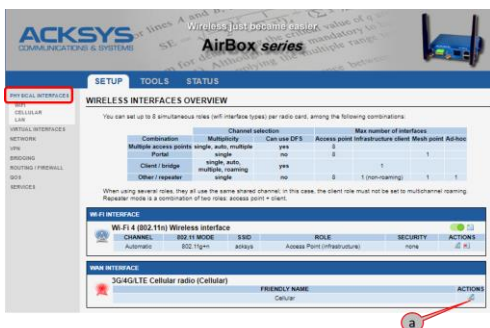 ACKSYS
COMMUNICATIONS & SYSTEMS
Wireless just became easier
AirBox series
SETUP TOOLS STATUS
PHYSICAL INTERFACES
WIFI
CELLULAR
LAN
VIRTUAL INTERFACES
NETWORK
VPN
BRIDGING
ROUTING / FIREWALL
QOS
SERVICES
WIRELESS INTERFACES OVERVIEW
You can set up to 8 simultaneous roles (wifi interface types) per radio card, among the following combinations:
Channel selection Max number of interfaces
Combination Multiplicity Can use DFS Access point Infrastructure client Mesh point Ad-hoc
Multiple access points single, auto, multiple yes 8
Portal single no 8 1
Client / bridge single, auto, multiple, roaming yes 1
Other / repeater single no 8 1 (non-roaming) 1 1
When using several roles, they all use the same shared channel; in this case, the client role must not be set to multichannel roaming.
Repeater mode is a combination of two roles: access point + client.
WI-FI INTERFACE
Wi-Fi 4 (802.11n) Wireless interface
CHANNEL 802.11 MODE SSID ROLE SECURITY ACTIONS
Automatic 802.11g+n acksys Access Point (infrastructure) none
WAN INTERFACE
3G/4G/LTE Cellular radio (Cellular)
FRIENDLY NAME ACTIONS
Cellular
a